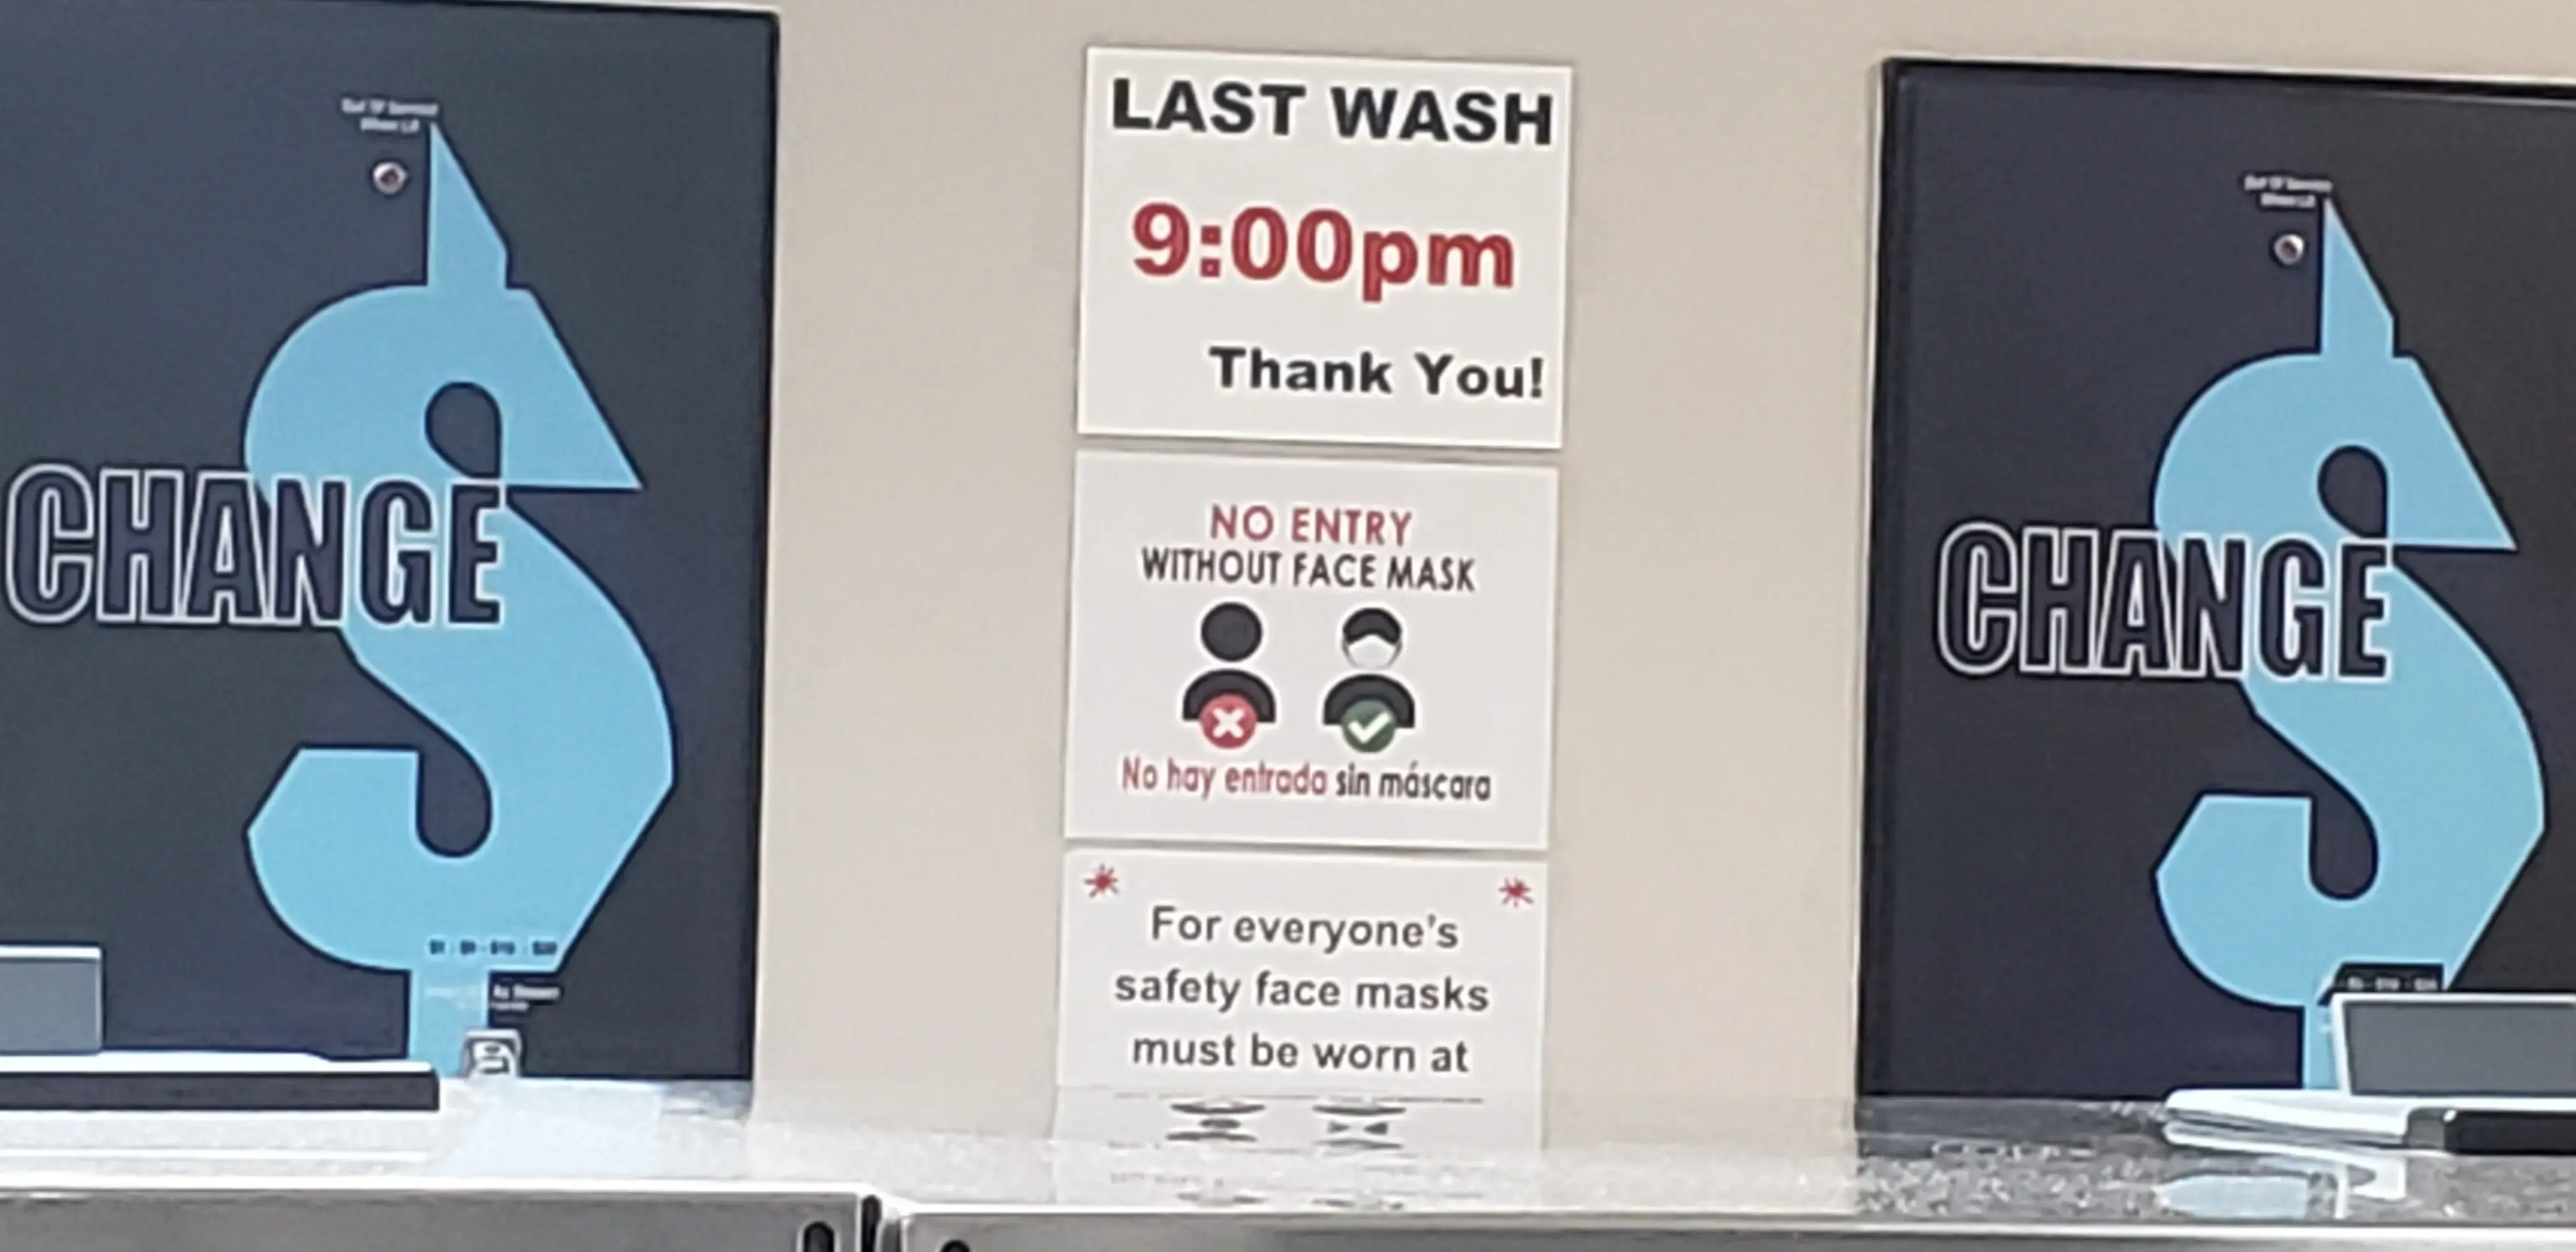 CHANGE
LAST WASH
9:00pm
Thank You!
NO ENTRY
WITHOUT FACE MASK
No hay entrada sin máscara
For everyone's
safety face masks
must be worn at
CHANGE